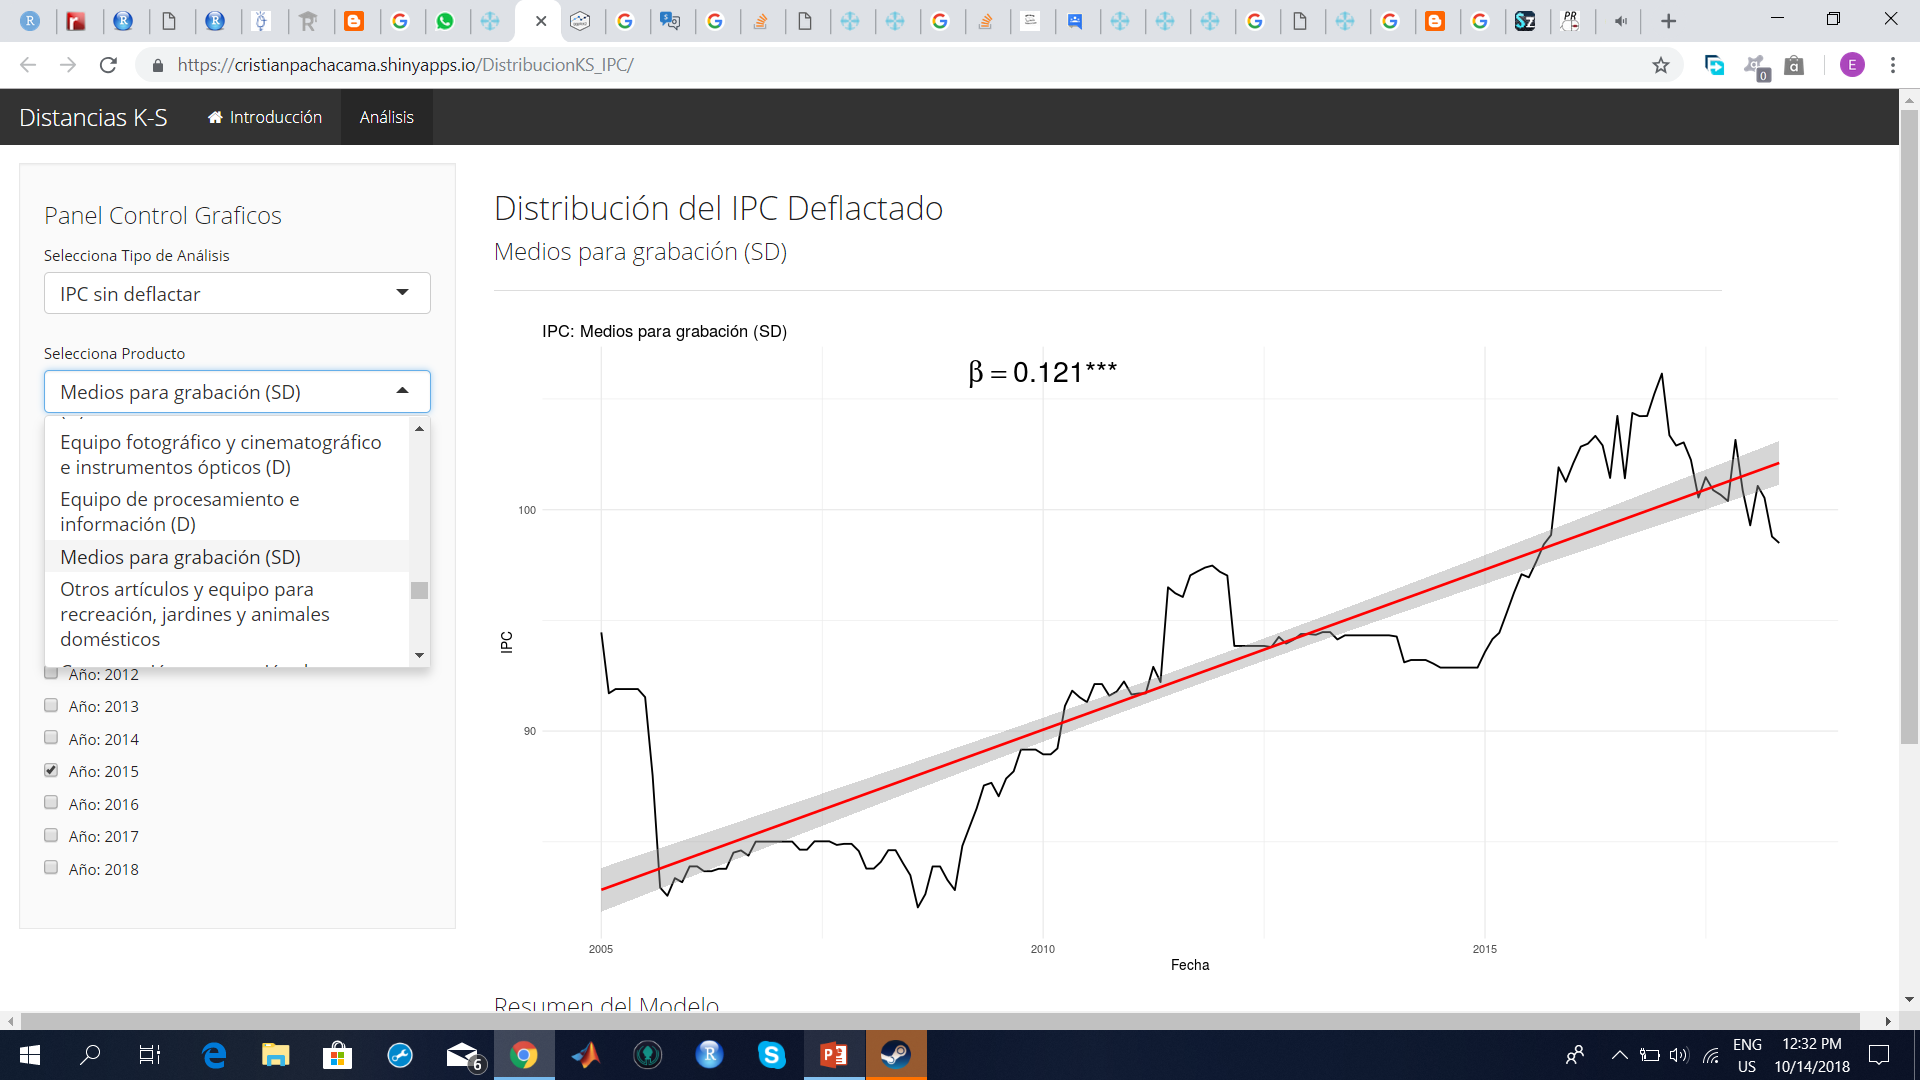 https://cristianpachacama.shinyapps.io/DistribucionKS_IPC/
0
a
E
Distancias K-S
Introducción
Análisis
Panel Control Graficos
Selecciona Tipo de Análisis
IPC sin deflactar
Selecciona Producto
Medios para grabación (SD)
Equipo fotográfico y cinematográfico
e instrumentos ópticos (D)
Equipo de procesamiento e
información (D)
Medios para grabación (SD)
Otros artículos y equipo para
recreación, jardines y animales
domésticos
Año: 2012
Año: 2013
Año: 2014
Año: 2015
Año: 2016
Año: 2017
Año: 2018
Distribución del IPC Deflactado
Medios para grabación (SD)
IPC: Medios para grabación (SD)
β = 0.121***
100
90
IPC
2005
2010
2015
Fecha
Resumen del Modelo
6
ENG
US
12:32 PM
10/14/2018